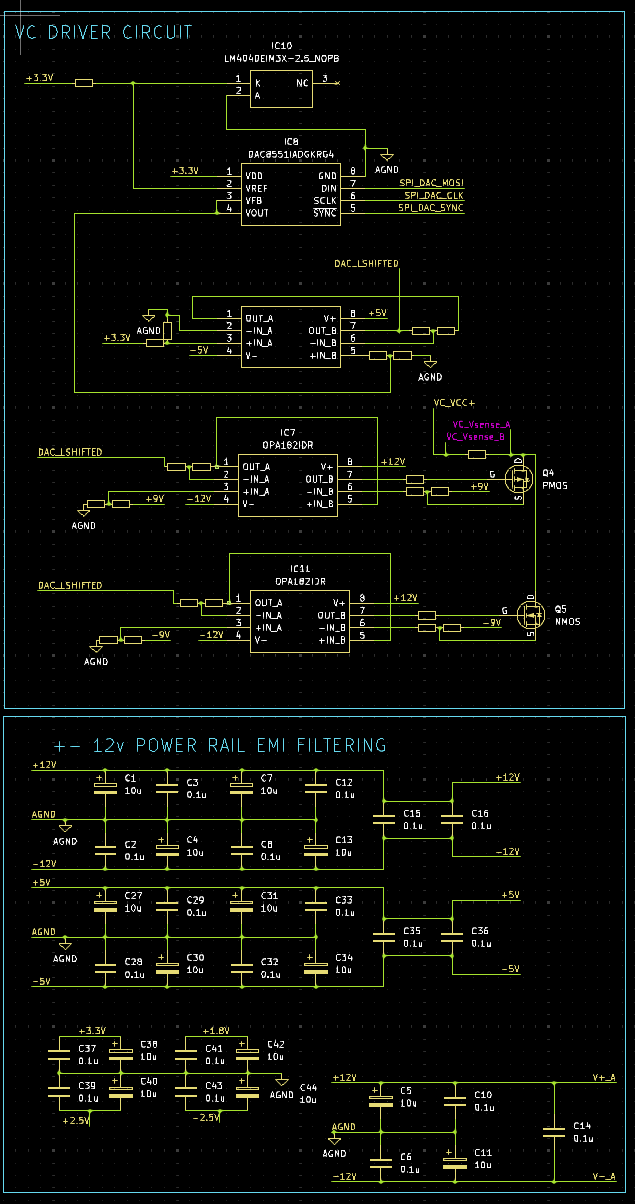 VC DRIVER CIRCUIT
IC10
LM4040EIM3X-2.5_NOPB
+3.3V
1 K NC 3
2 A
IC8
DAC8551IADGKRG4
AGND
+3.3V 1 VDD GND 8
2 VREF DIN 7 SPI_DAC_MOSI
3 VFB SCLK 6 SPI_DAC_CLK
4 VOUT SYNC 5 SPI_DAC_SYNC
DAC_LSHIFTED
1 OUT_A V+ 8 +5V
AGND 2 -IN_A OUT_B 7
+3.3V 3 +IN_A -IN_B 6
-5V 4 V- +IN_B 5
AGND
VC_VCC+
VC_Vsense_A
VC_Vsense_B
IC7
OPA182IDR
DAC_LSHIFTED
1 OUT_A V+ 8 +12V
2 -IN_A OUT_B 7
3 +IN_A -IN_B 6 +9V
+9V -12V 4 V- +IN_B 5
AGND
G D S Q4
PMOS
IC11
OPA182IDR
DAC_LSHIFTED
1 OUT_A V+ 8 +12V
2 -IN_A OUT_B 7
3 +IN_A -IN_B 6 -9V
-9V -12V 4 V- +IN_B 5
AGND
G D S Q5
NMOS
+- 12v POWER RAIL EMI FILTERING
+12V
C1 10u
C3 0.1u
C7 10u
C12 0.1u
+12V
C15 0.1u
C16 0.1u
AGND
AGND
C2 0.1u
C4 10u
C8 0.1u
C13 10u
-12V
-12V
+5V
C27 10u
C29 0.1u
C31 10u
C33 0.1u
+5V
C35 0.1u
C36 0.1u
AGND
AGND
C28 0.1u
C30 10u
C32 0.1u
C34 10u
-5V
-5V
+3.3V
+1.8V
C37 0.1u
C38 10u
C41 0.1u
C42 10u
C39 0.1u
C40 10u
C43 0.1u
AGND
C44 10u
+2.5V
-2.5V
+12V
V+_A
C5 10u
C10 0.1u
C14 0.1u
AGND
AGND
C6 0.1u
C11 10u
-12V
V-_A